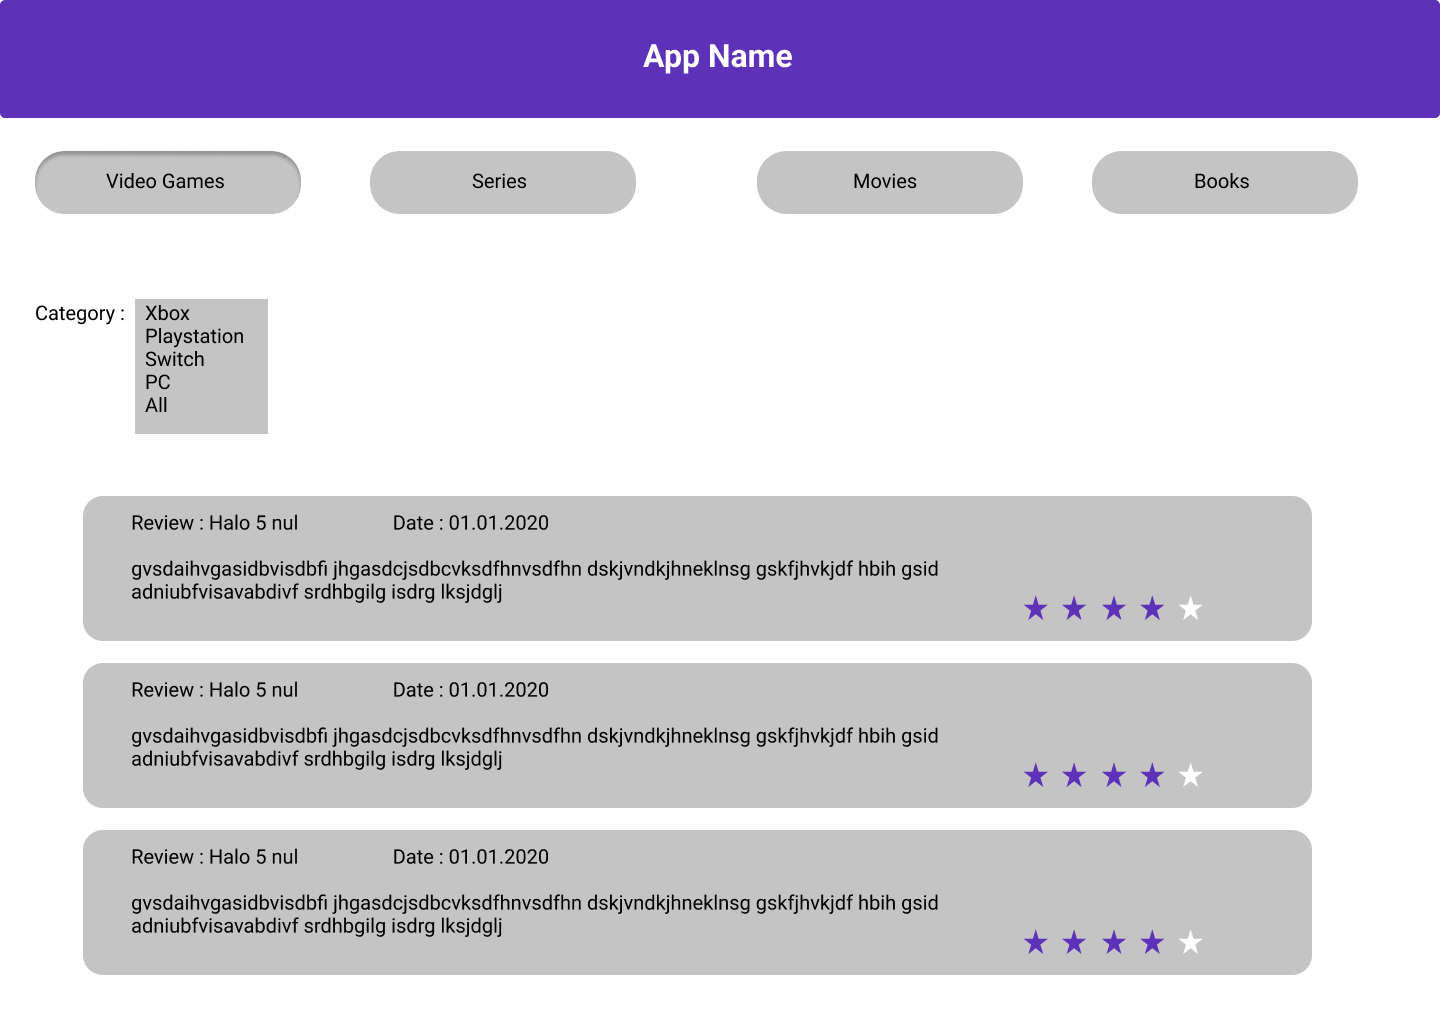 App Name
Video Games
Series
Movies
Books
Category :
Xbox
Playstation
Switch
PC
All
Review : Halo 5 nul
Date : 01.01.2020
gvsdaihvgasidbvisdbfi jhgasdcjsdbcvksdfhnvsdfhn dskjvndkjhneklnsg gskfjhvkjdf hbih gsid
adniubfvisavabdivf srdhbgilg isdrg lksjdglj
Review : Halo 5 nul
Date : 01.01.2020
gvsdaihvgasidbvisdbfi jhgasdcjsdbcvksdfhnvsdfhn dskjvndkjhneklnsg gskfjhvkjdf hbih gsid
adniubfvisavabdivf srdhbgilg isdrg lksjdglj
Review : Halo 5 nul
Date : 01.01.2020
gvsdaihvgasidbvisdbfi jhgasdcjsdbcvksdfhnvsdfhn dskjvndkjhneklnsg gskfjhvkjdf hbih gsid
adniubfvisavabdivf srdhbgilg isdrg lksjdglj